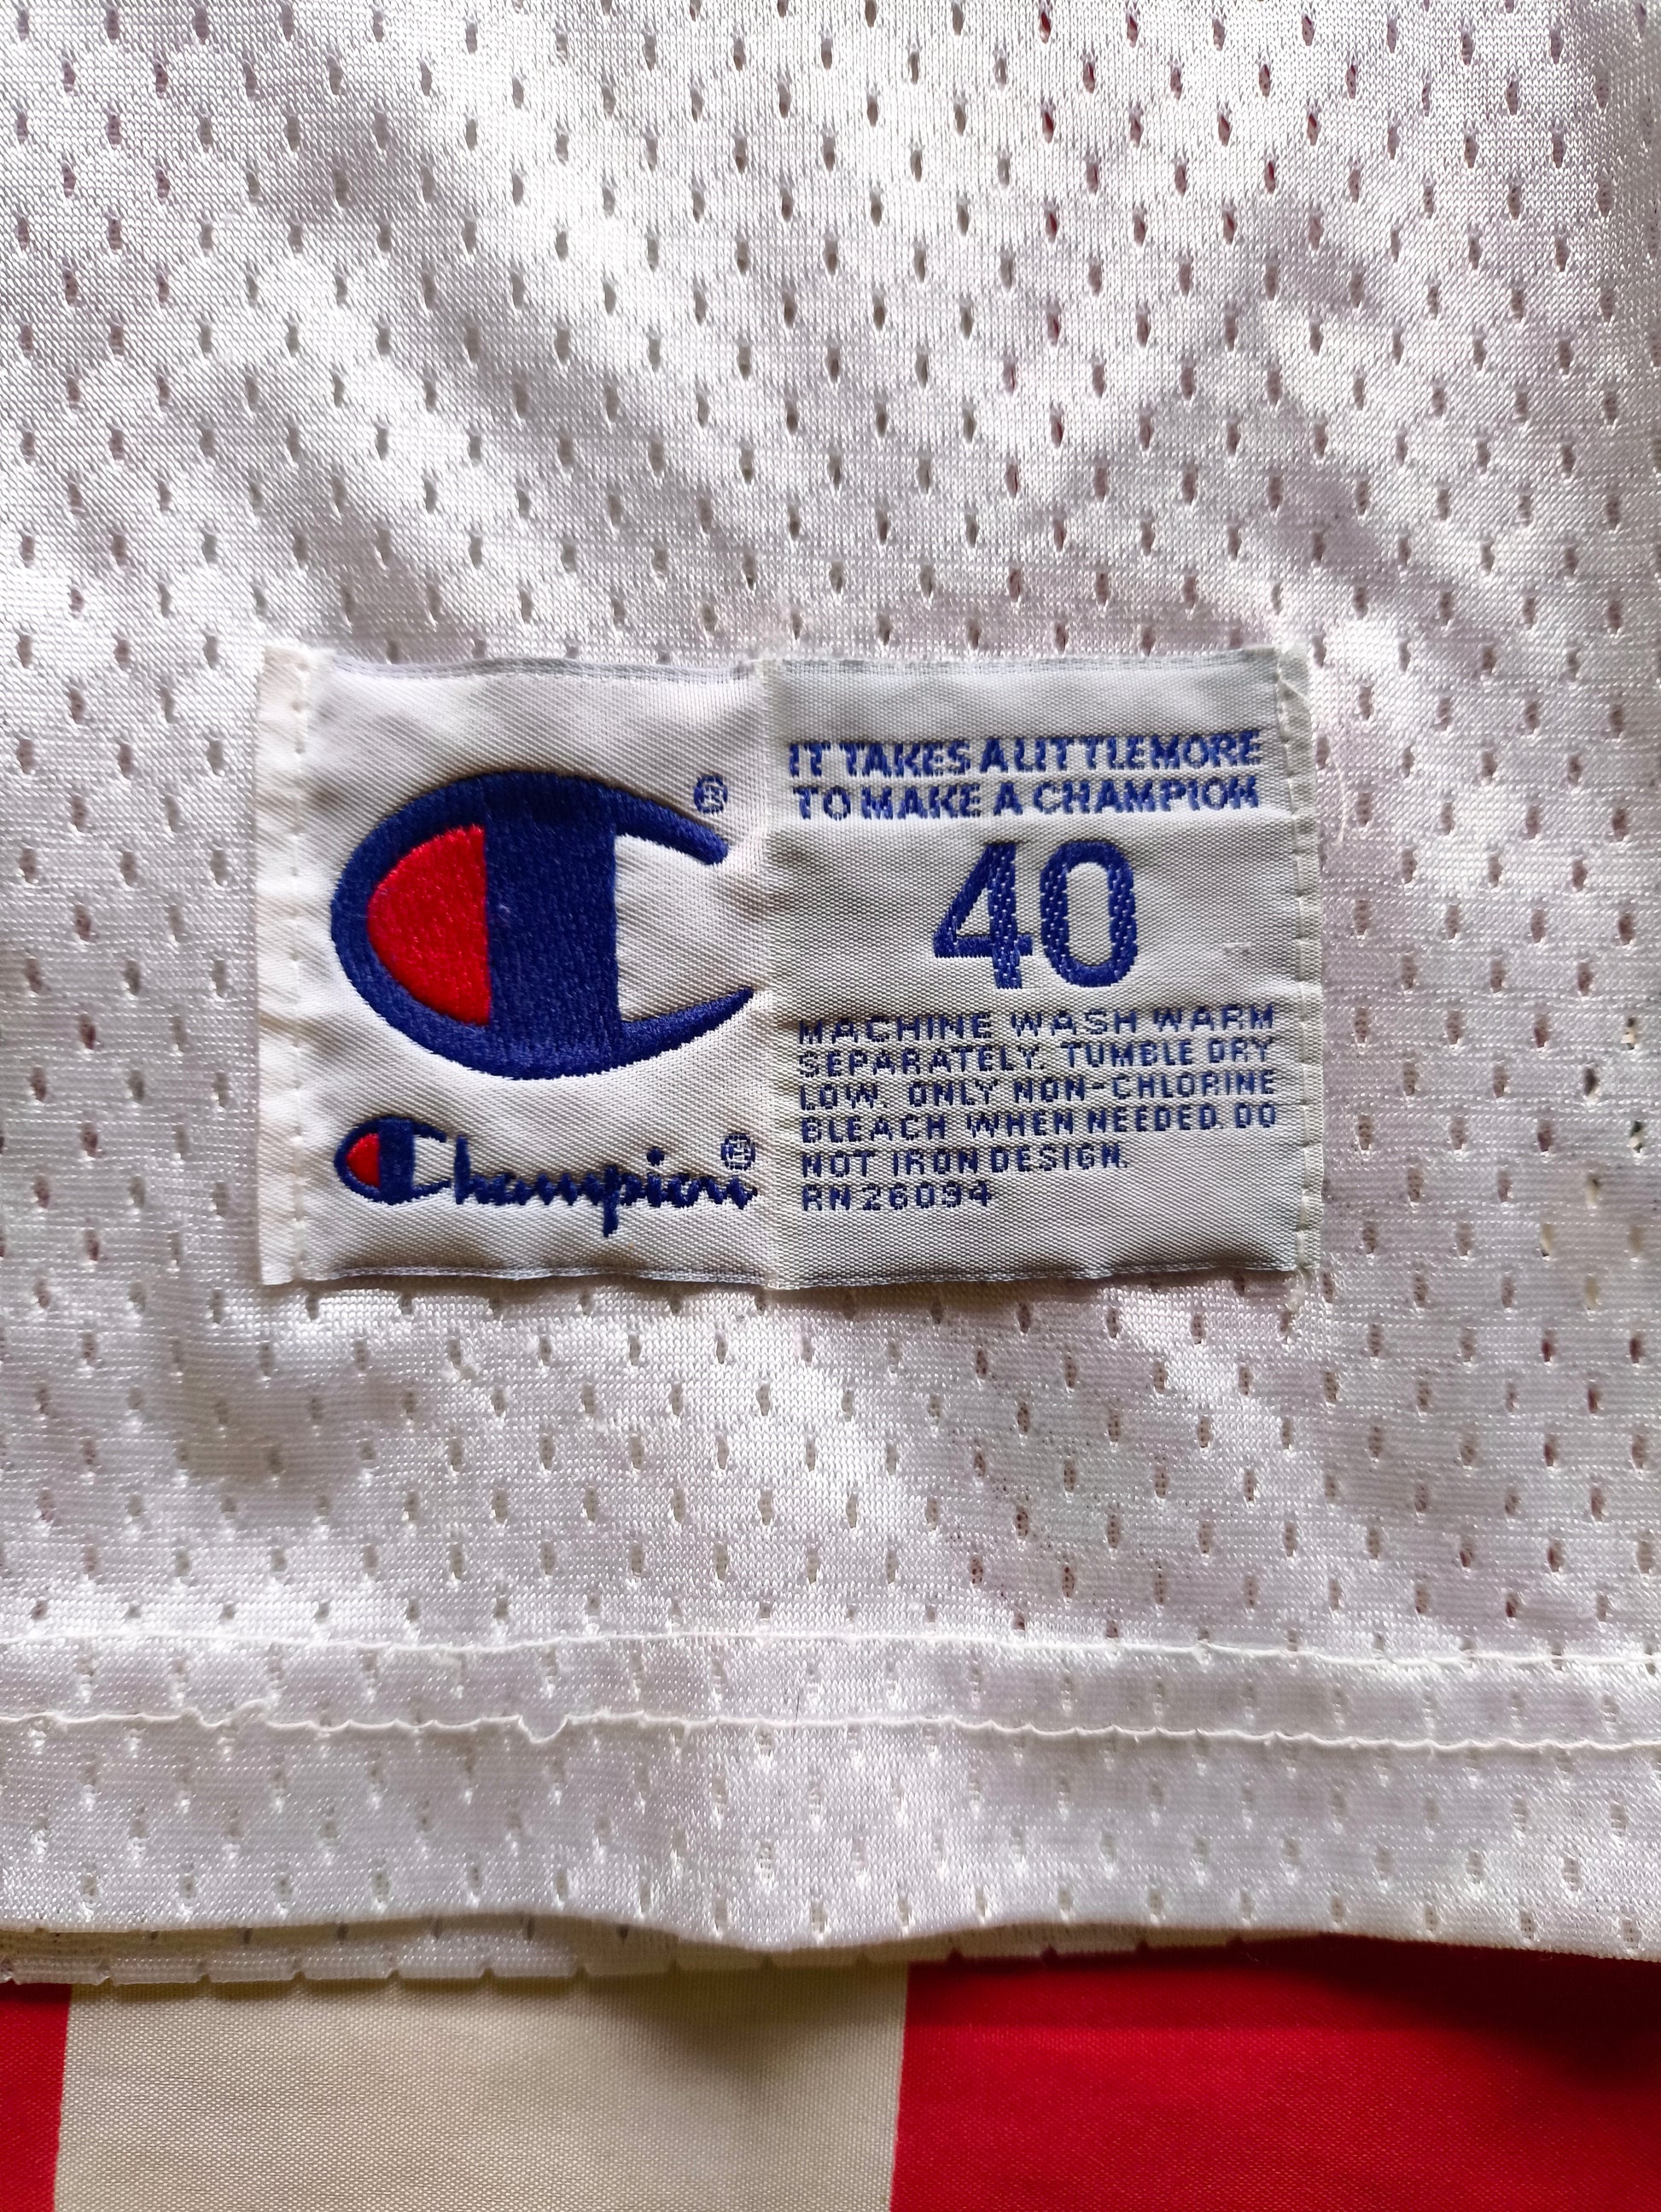 IT TAKES A LITTLE MORE
TO MAKE A CHAMPION
40
MACHINE WASH WARM
SEPARATELY. TUMBLE DRY
LOW. ONLY NON-CHLORINE
BLEACH WHEN NEEDED. DO
NOT IRON DESIGN.
RN 26094
®
Champion®